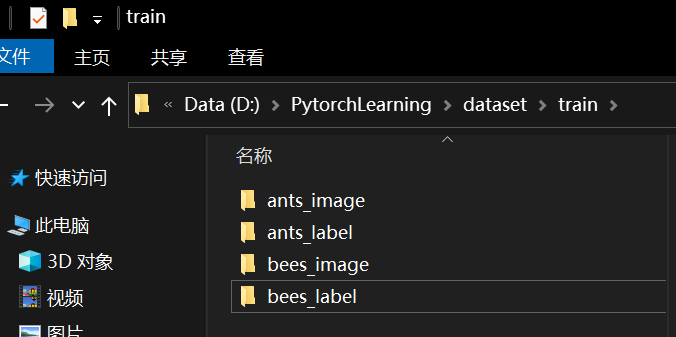 train
文件
主页
共享
查看
« Data (D:) > PytorchLearning > dataset > train >
快速访问
此电脑
3D 对象
视频
图片
名称
ants_image
ants_label
bees_image
bees_label